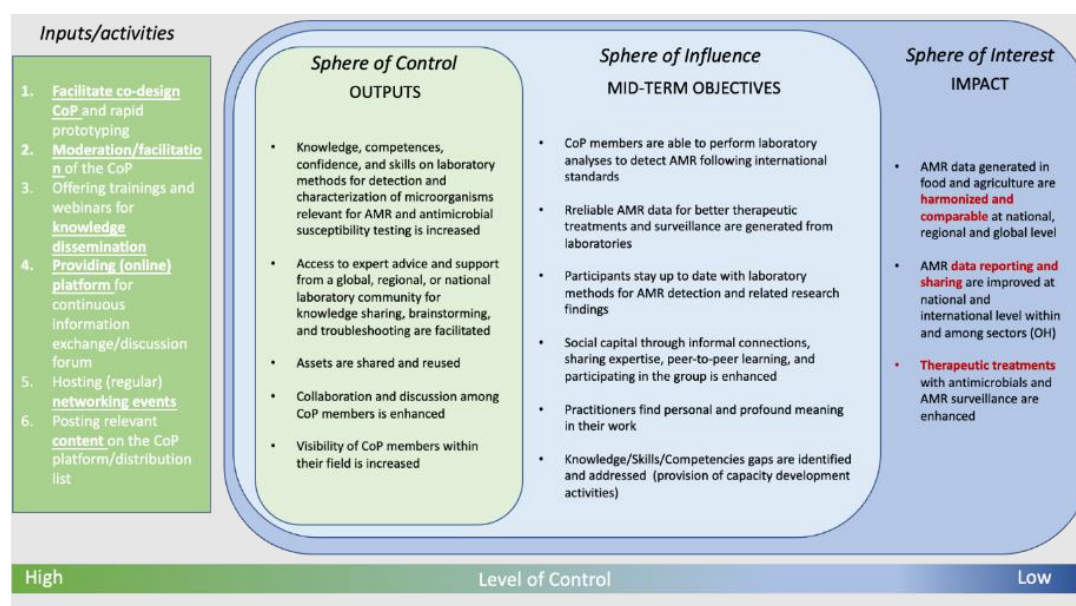 Inputs/activities
1. Facilitate co-design
CoP and rapid
prototyping
2. Moderation/facilitatio
n of the CoP
3. Offering trainings and
webinars for
knowledge
dissemination
4. Providing (online)
platform for
continuous
information
exchange/discussion
forum
5. Hosting (regular)
networking events
6. Posting relevant
content on the CoP
platform/distribution
list
Sphere of Control
OUTPUTS
• Knowledge, competences,
confidence, and skills on laboratory
methods for detection and
characterization of microorganisms
relevant for AMR and antimicrobial
susceptibility testing is increased
• Access to expert advice and support
from a global, regional, or national
laboratory community for
knowledge sharing, brainstorming,
and troubleshooting are facilitated
• Assets are shared and reused
• Collaboration and discussion among
CoP members is enhanced
• Visibility of CoP members within
their field is increased
Sphere of Influence
MID-TERM OBJECTIVES
• CoP members are able to perform laboratory
analyses to detect AMR following international
standards
• Rreliable AMR data for better therapeutic
treatments and surveillance are generated from
laboratories
• Participants stay up to date with laboratory
methods for AMR detection and related research
findings
• Social capital through informal connections,
sharing expertise, peer-to-peer learning, and
participating in the group is enhanced
• Practitioners find personal and profound meaning
in their work
• Knowledge/Skills/Competencies gaps are identified
and addressed (provision of capacity development
activities)
Sphere of Interest
IMPACT
• AMR data generated in
food and agriculture are
harmonized and
comparable at national,
regional and global level
• AMR data reporting and
sharing are improved at
national and
international level within
and among sectors (OH)
• Therapeutic treatments
with antimicrobials and
AMR surveillance are
enhanced
High
Level of Control
Low